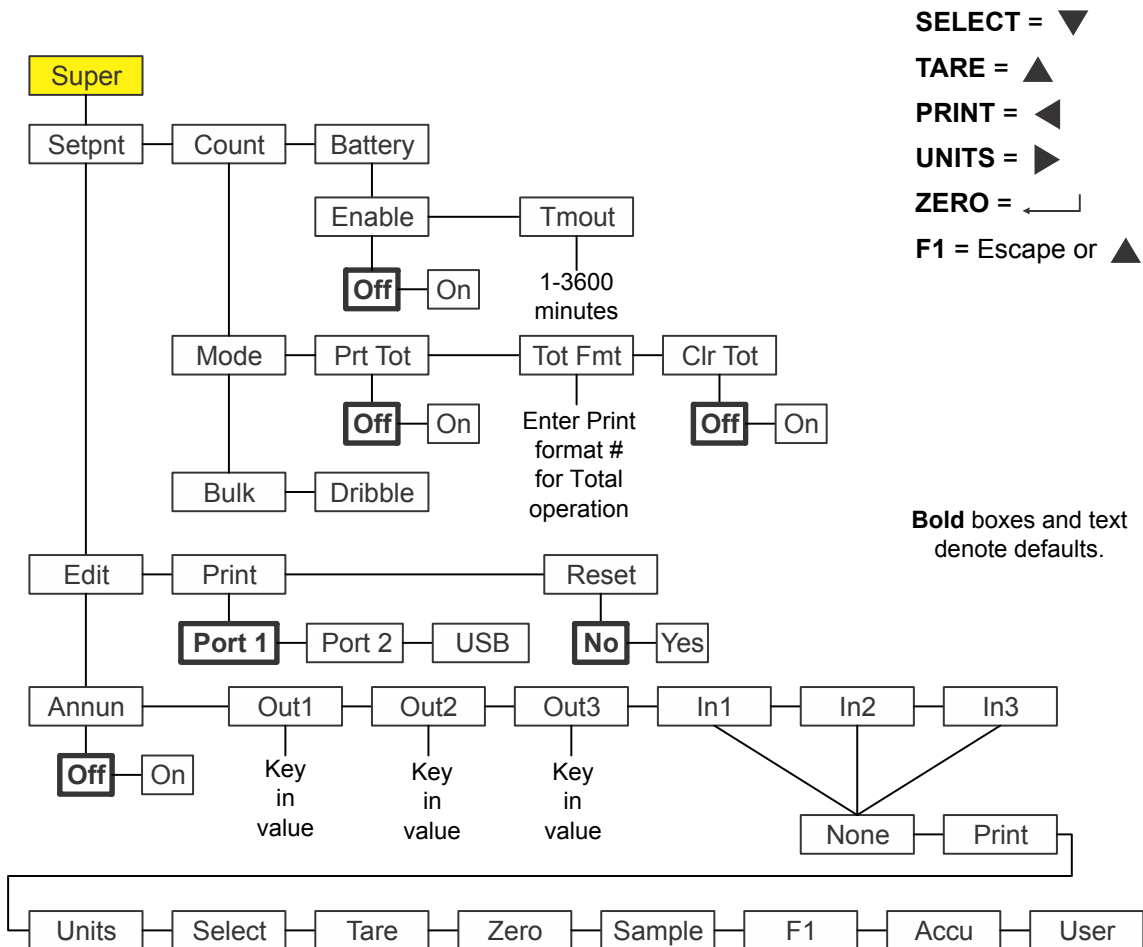 SELECT =
TARE =
PRINT =
UNITS =
ZERO =
F1 = Escape or
Super
Setpnt Count Battery
Enable Tmout
Off On
1-3600
minutes
Mode Prt Tot Tot Fmt Clr Tot
Off On
Enter Print
format #
for Total
operation
Off On
Bulk Dribble
Bold boxes and text
denote defaults.
Edit Print Reset
Port 1 Port 2 USB
No Yes
Annun Out1 Out2 Out3 In1 In2 In3
Off On
Key
in
value
Key
in
value
Key
in
value
None Print
Units Select Tare Zero Sample F1 Accu User